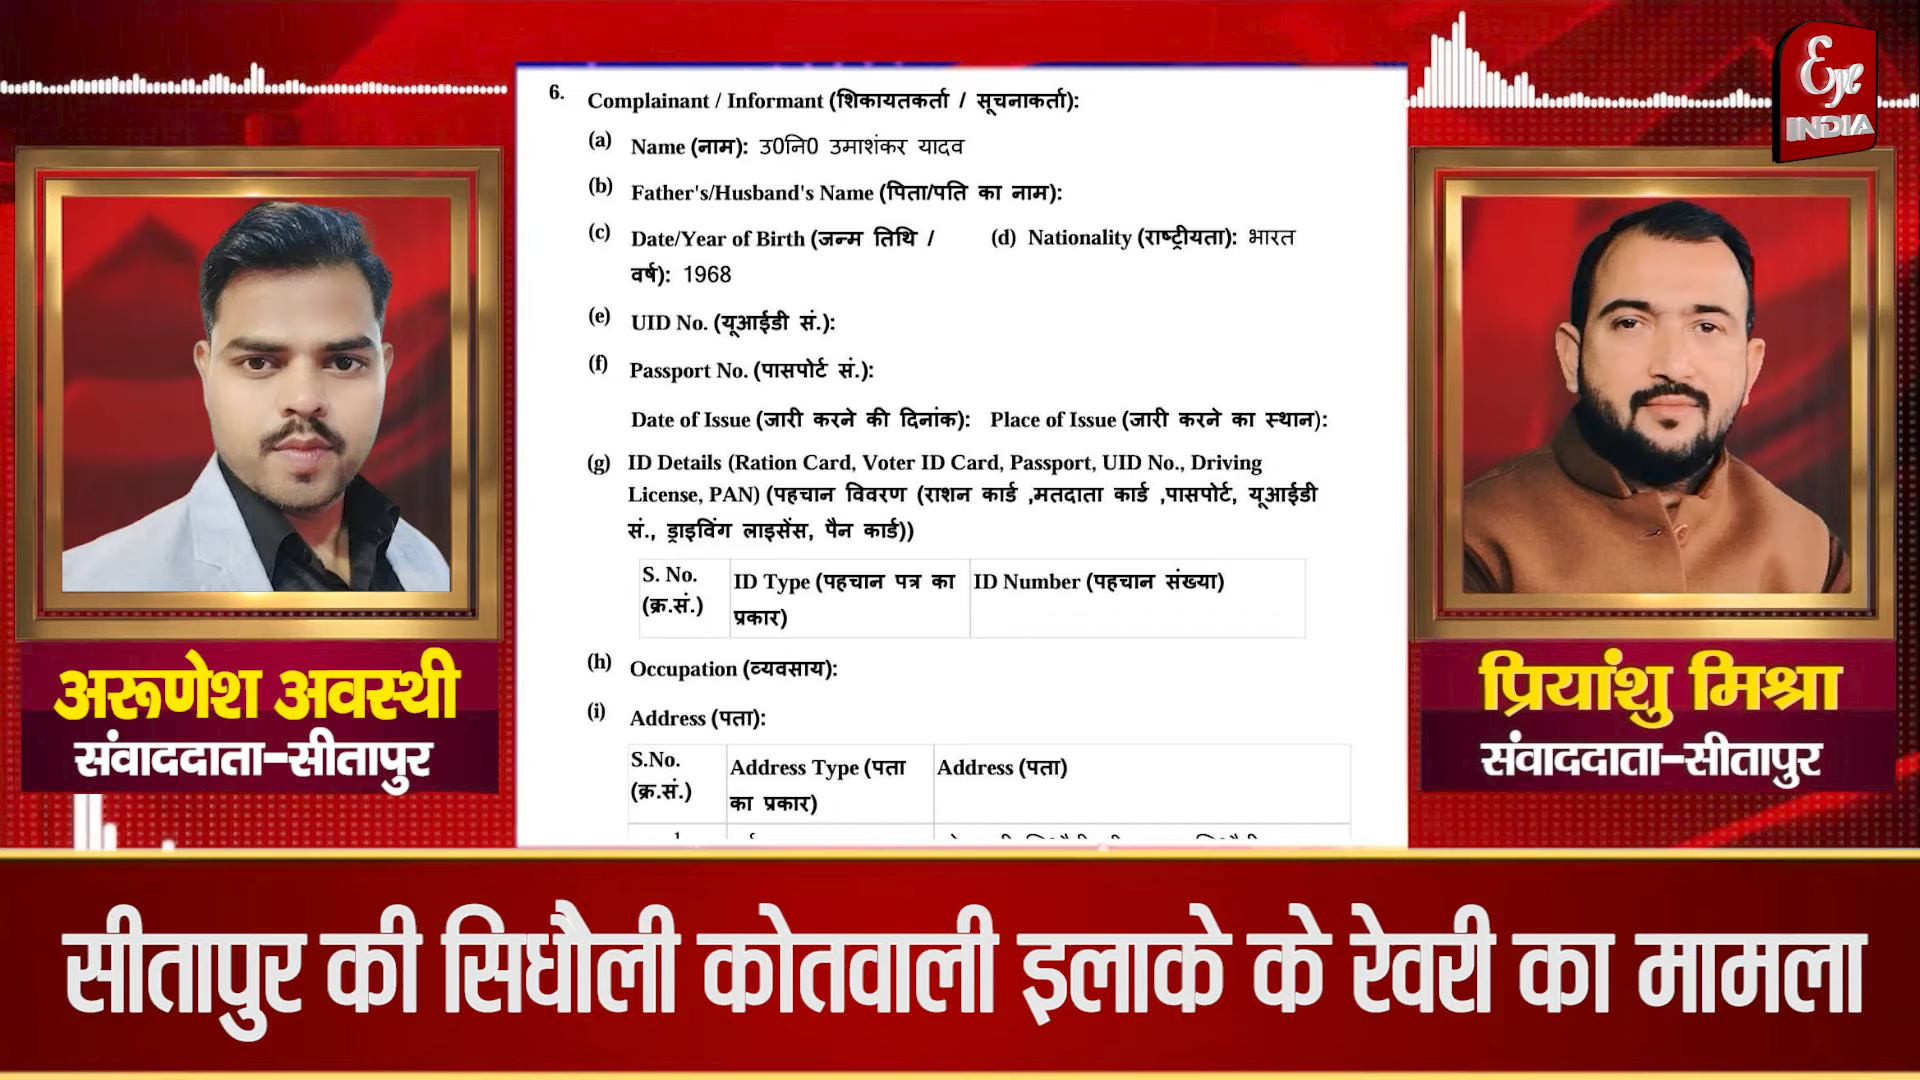 Eye
INDIA
6. Complainant / Informant (शिकायतकर्ता / सूचनाकर्ता):
(a) Name (नाम): उ0नि0 उमाशंकर यादव
(b) Father's/Husband's Name (पिता/पति का नाम):
(c) Date/Year of Birth (जन्म तिथि / वर्ष): 1968
(d) Nationality (राष्ट्रीयता): भारत
(e) UID No. (यूआईडी सं.):
(f) Passport No. (पासपोर्ट सं.):
Date of Issue (जारी करने की दिनांक): Place of Issue (जारी करने का स्थान):
(g) ID Details (Ration Card, Voter ID Card, Passport, UID No., Driving
License, PAN) (पहचान विवरण (राशन कार्ड ,मतदाता कार्ड ,पासपोर्ट, यूआईडी
सं., ड्राइविंग लाइसेंस, पैन कार्ड))
S. No. (क्र.सं.) ID Type (पहचान पत्र का प्रकार) ID Number (पहचान संख्या)
(h) Occupation (व्यवसाय):
(i) Address (पता):
S.No. (क्र.सं.) Address Type (पता का प्रकार) Address (पता)
अरूणेश अवस्थी
संवाददाता-सीतापुर
प्रियांशु मिश्रा
संवाददाता-सीतापुर
सीतापुर की सिधौली कोतवाली इलाके के रेवरी का मामला